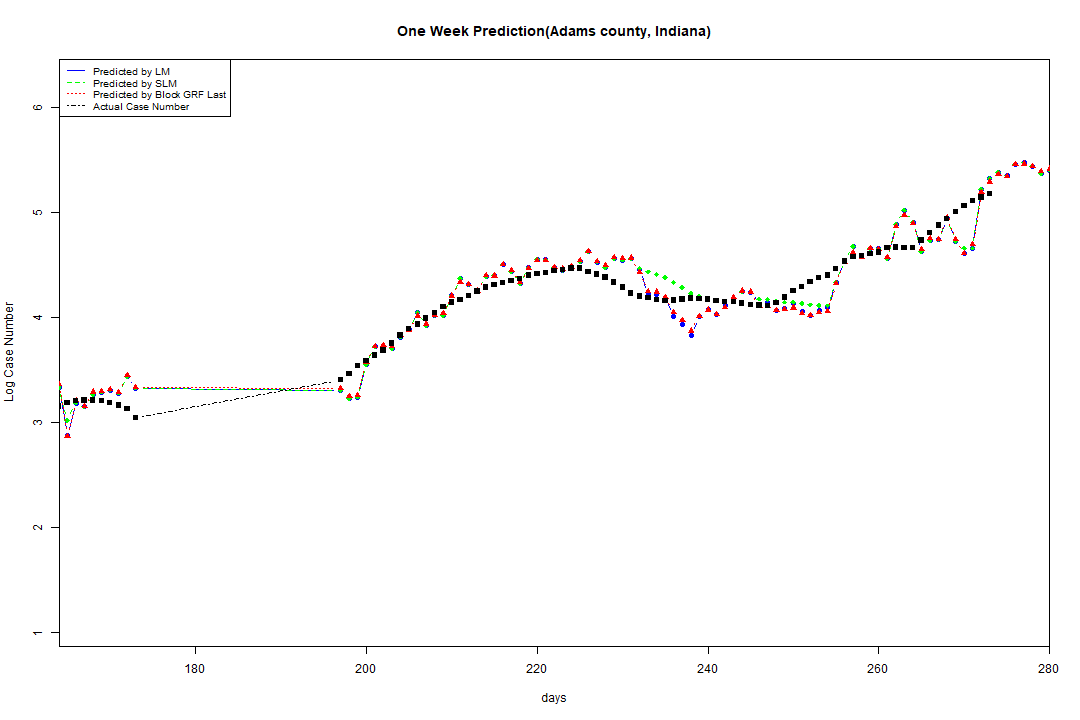 One Week Prediction(Adams county, Indiana)
Predicted by LM
Predicted by SLM
Predicted by Block GRF Last
Actual Case Number
6
5
4
3
2
1
Log Case Number
180
200
220
240
260
280
days